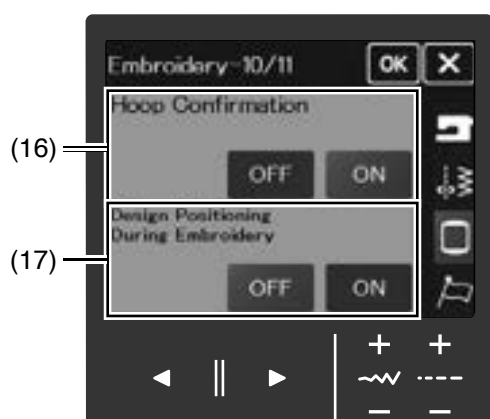 Embroidery 10/11
OK X
(16)
Hoop Confirmation
OFF ON
(17)
Design Positioning
During Embroidery
OFF ON